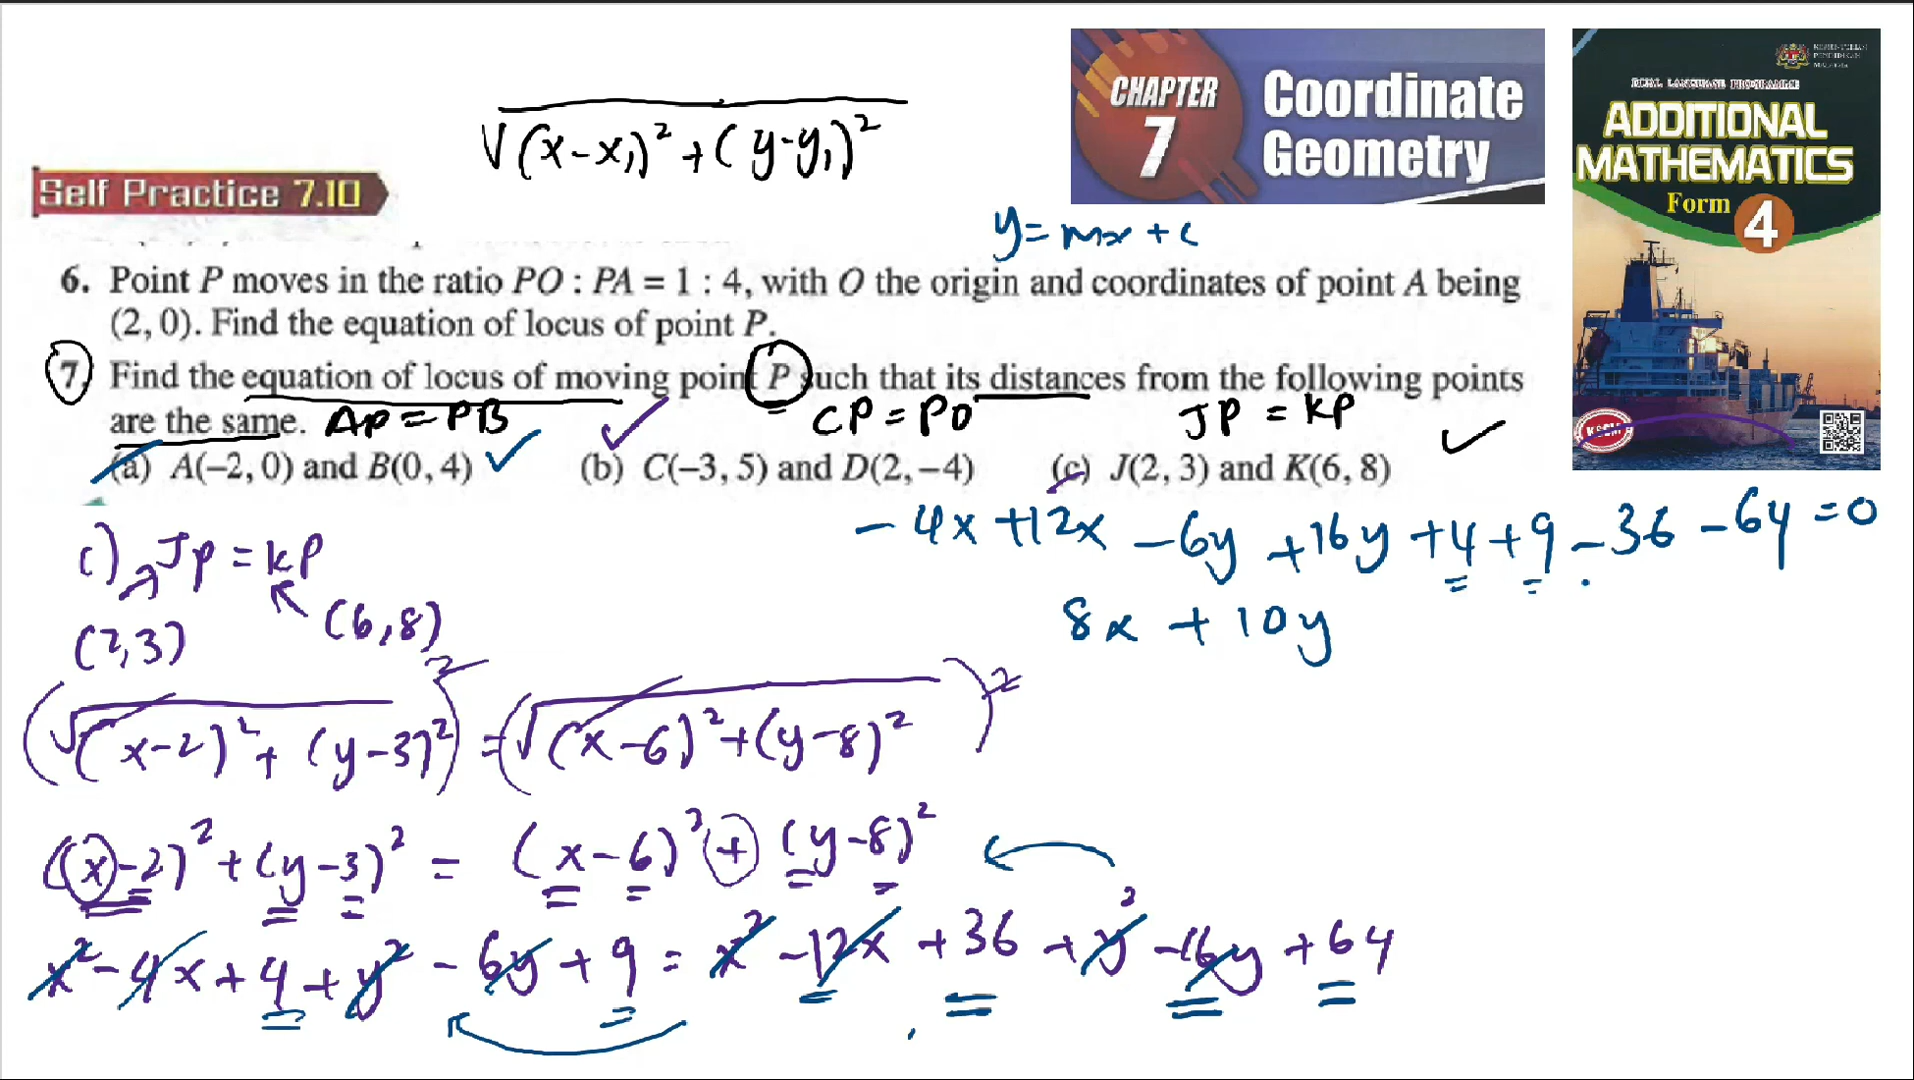 CHAPTER 7 Coordinate Geometry
KEMENTERIAN PENDIDIKAN MALAYSIA
DUAL LANGUAGE PROGRAMME
ADDITIONAL MATHEMATICS
Form 4
√(x-x₁)²+(y-y₁)²
Self Practice 7.10
y=mx+c
6. Point P moves in the ratio PO : PA = 1 : 4, with O the origin and coordinates of point A being
(2, 0). Find the equation of locus of point P.
7. Find the equation of locus of moving point P such that its distances from the following points
are the same. AP=PB CP=PD JP=KP
(a) A(−2, 0) and B(0, 4) (b) C(−3, 5) and D(2, −4) (c) J(2, 3) and K(6, 8)
-4x+12x-6y+16y+4+9-36-64=0
8x+10y
c) JP=KP
(2,3) (6,8)
(√(x-2)²+(y-3)²)²=(√(x-6)²+(y-8)²)²
(x-2)²+(y-3)²=(x-6)²+(y-8)²
x²-4x+4+y²-6y+9=x²-12x+36+y²-16y+64